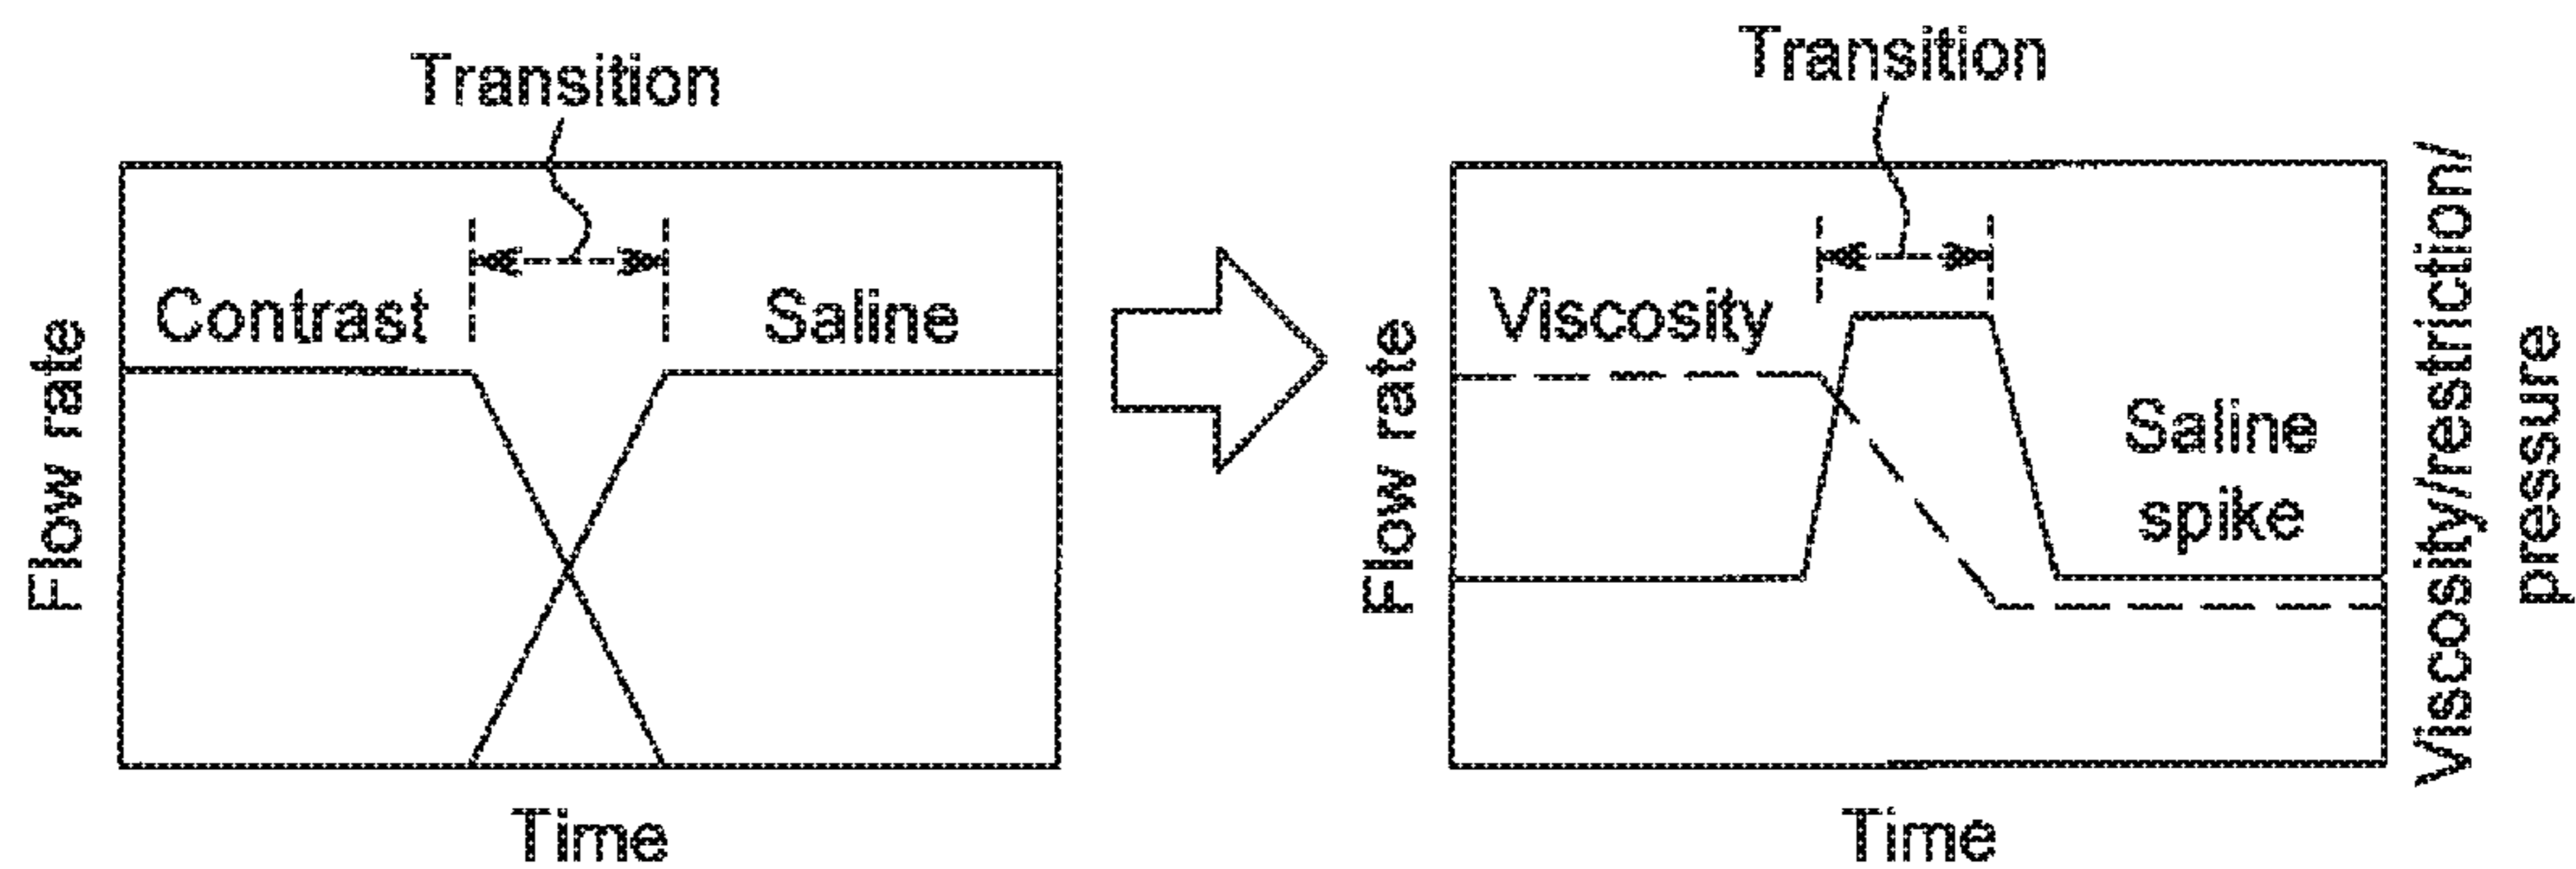 Transition
Contrast
Saline
Flow rate
Time
Transition
Viscosity
Saline
spike
Flow rate
Viscosity/restriction/
pressure
Time